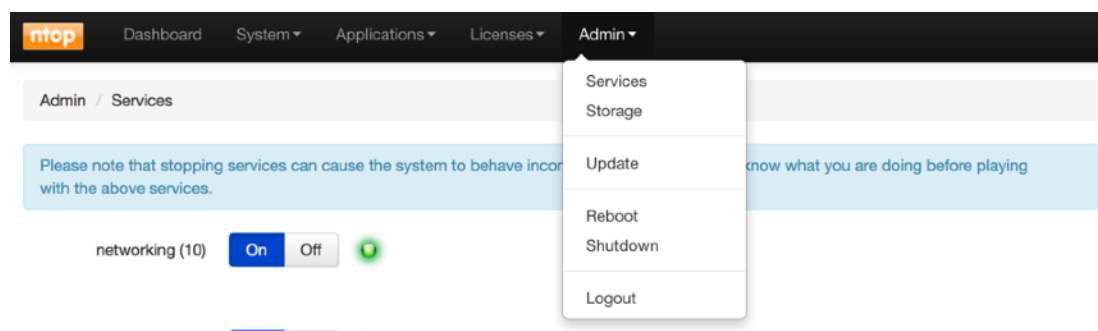 ntop Dashboard System Applications Licenses Admin
Admin / Services
Services
Storage
Update
Reboot
Shutdown
Logout
Please note that stopping services can cause the system to behave incor know what you are doing before playing
with the above services.
networking (10) On Off